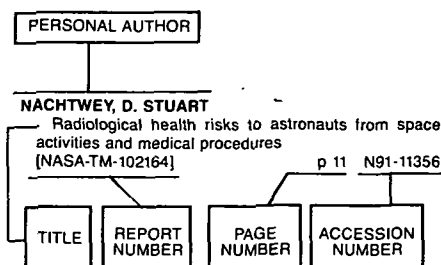 PERSONAL AUTHOR
NACHTWEY, D. STUART
Radiological health risks to astronauts from space
activities and medical procedures
[NASA-TM-102164] p 11 N91-11356
TITLE REPORT NUMBER PAGE NUMBER ACCESSION NUMBER